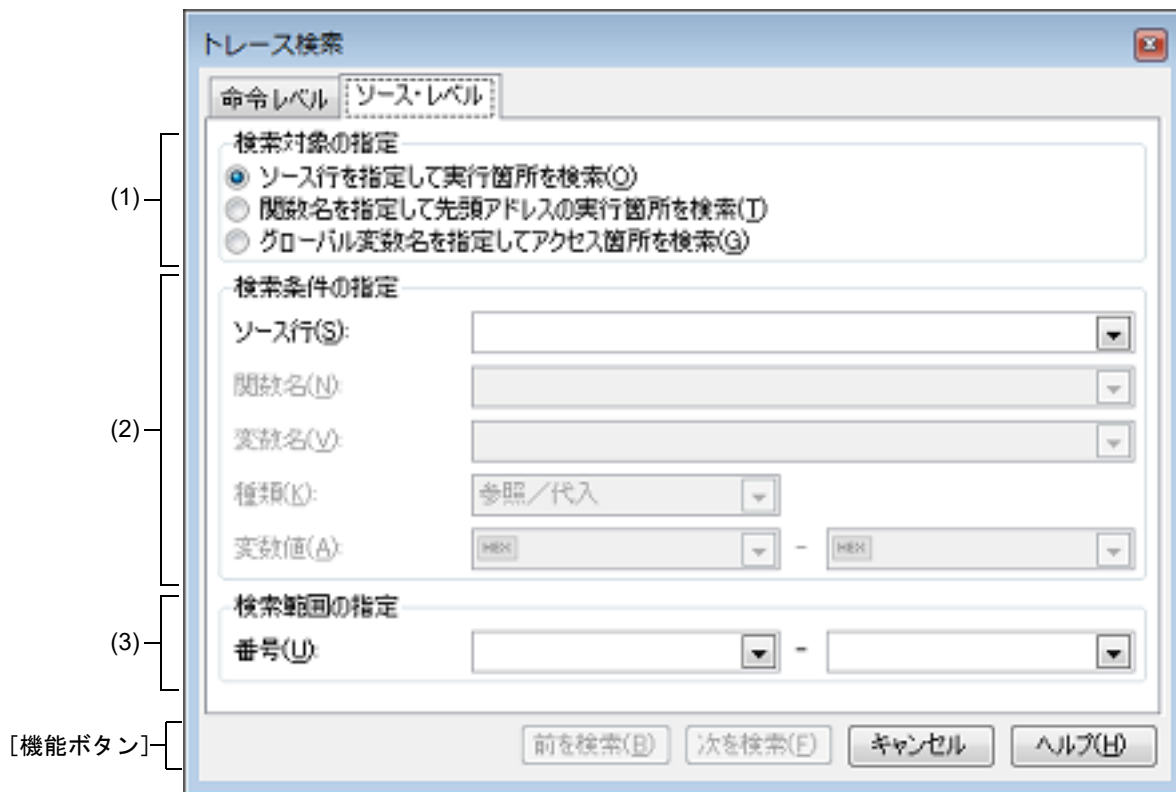 トレース検索
命令レベル ソース・レベル
(1)
検索対象の指定
ソース行を指定して実行箇所を検索(O)
関数名を指定して先頭アドレスの実行箇所を検索(T)
グローバル変数名を指定してアクセス箇所を検索(G)
(2)
検索条件の指定
ソース行(S):
関数名(N):
変数名(V):
種類(K): 参照／代入
変数値(A): HEX - HEX
(3)
検索範囲の指定
番号(U): -
[機能ボタン]
前を検索(B) 次を検索(F) キャンセル ヘルプ(H)